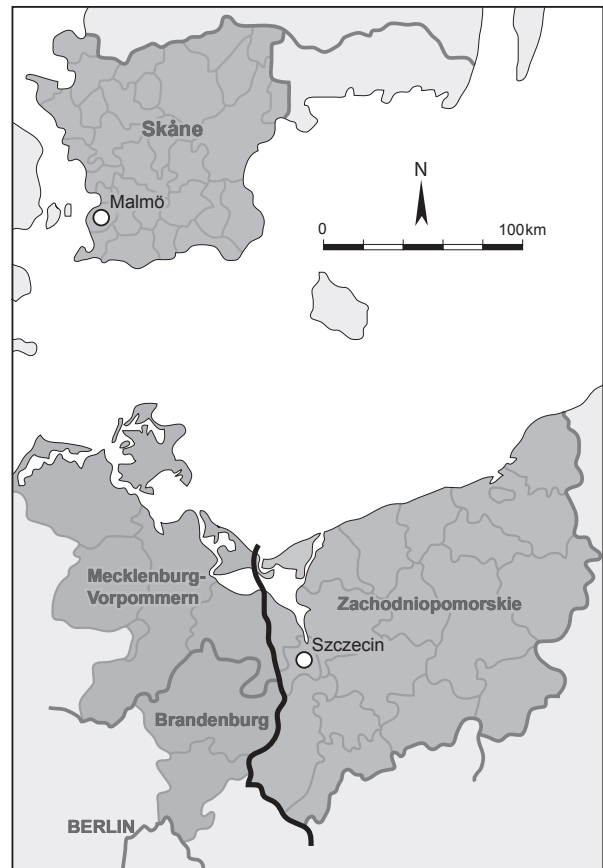 Skåne
Malmö
N
0 100km
Mecklenburg-
Vorpommern
Zachodniopomorskie
Szczecin
Brandenburg
BERLIN